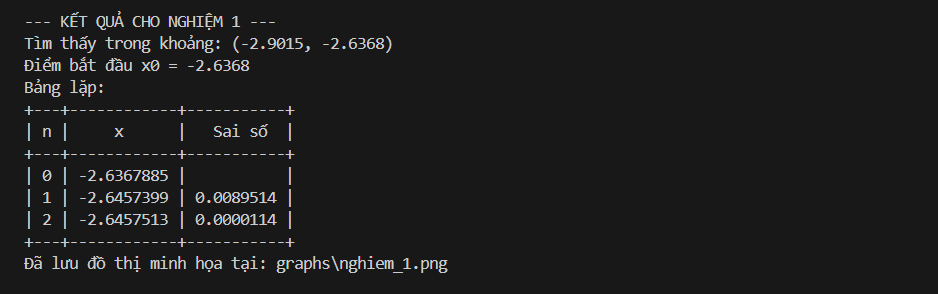 --- KẾT QUẢ CHO NGHIỆM 1 ---
Tìm thấy trong khoảng: (-2.9015, -2.6368)
Điểm bắt đầu x0 = -2.6368
Bảng lặp:
+---+------------+-----------+
| n |     x      |   Sai số  |
+---+------------+-----------+
| 0 | -2.6367885 |           |
| 1 | -2.6457399 | 0.0089514 |
| 2 | -2.6457513 | 0.0000114 |
+---+------------+-----------+
Đã lưu đồ thị minh họa tại: graphs\nghiem_1.png